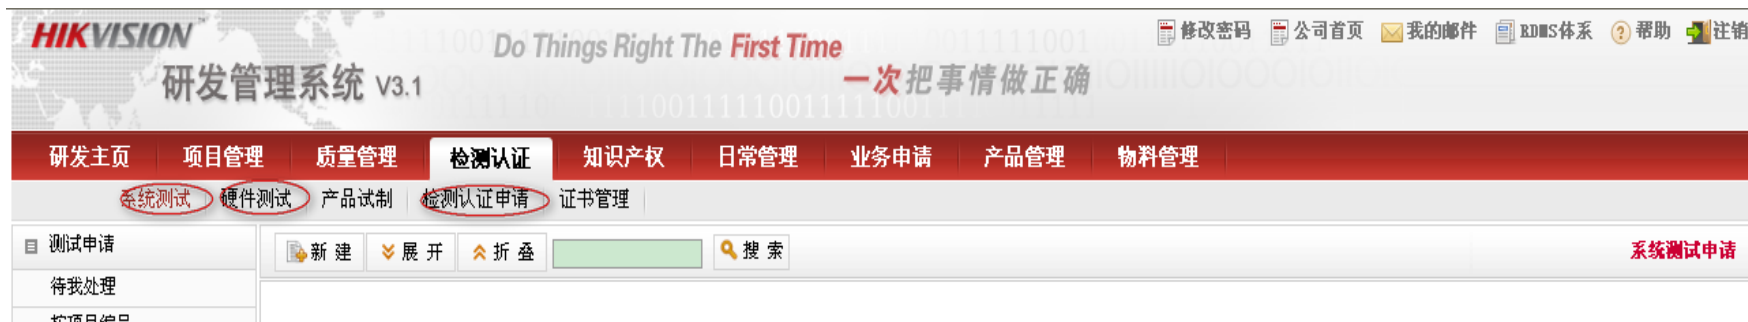 HIKVISION™
Do Things Right The First Time
修改密码 公司首页 我的邮件 RDMS体系 帮助 注销
研发管理系统 V3.1
一次把事情做正确
研发主页 项目管理 质量管理 检测认证 知识产权 日常管理 业务申请 产品管理 物料管理
系统测试 硬件测试 产品试制 检测认证申请 证书管理
测试申请
新建 展开 折叠 搜索
系统测试申请
待我处理
按项目编号